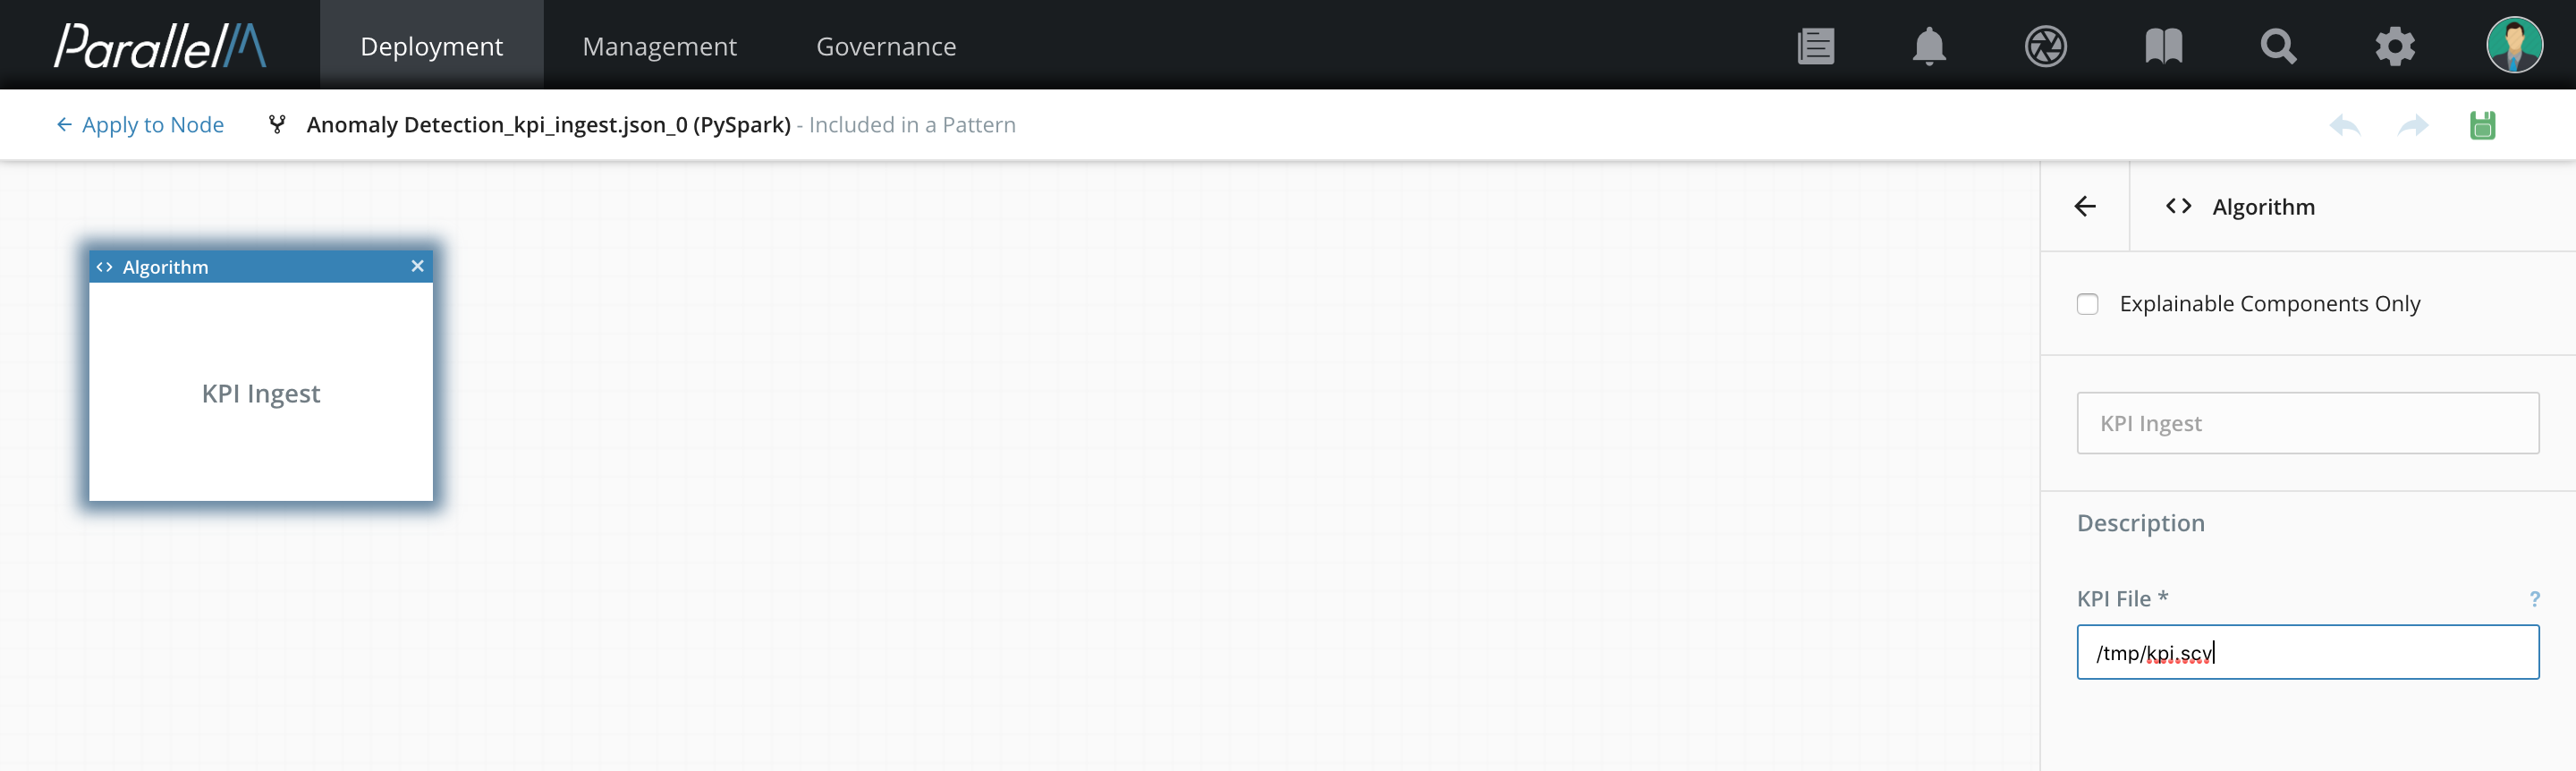 ParallelM
Deployment
Management
Governance
Apply to Node
Anomaly Detection_kpi_ingest.json_0 (PySpark) - Included in a Pattern
Algorithm
KPI Ingest
Algorithm
Explainable Components Only
KPI Ingest
Description
KPI File * ?
/tmp/kpi.scv